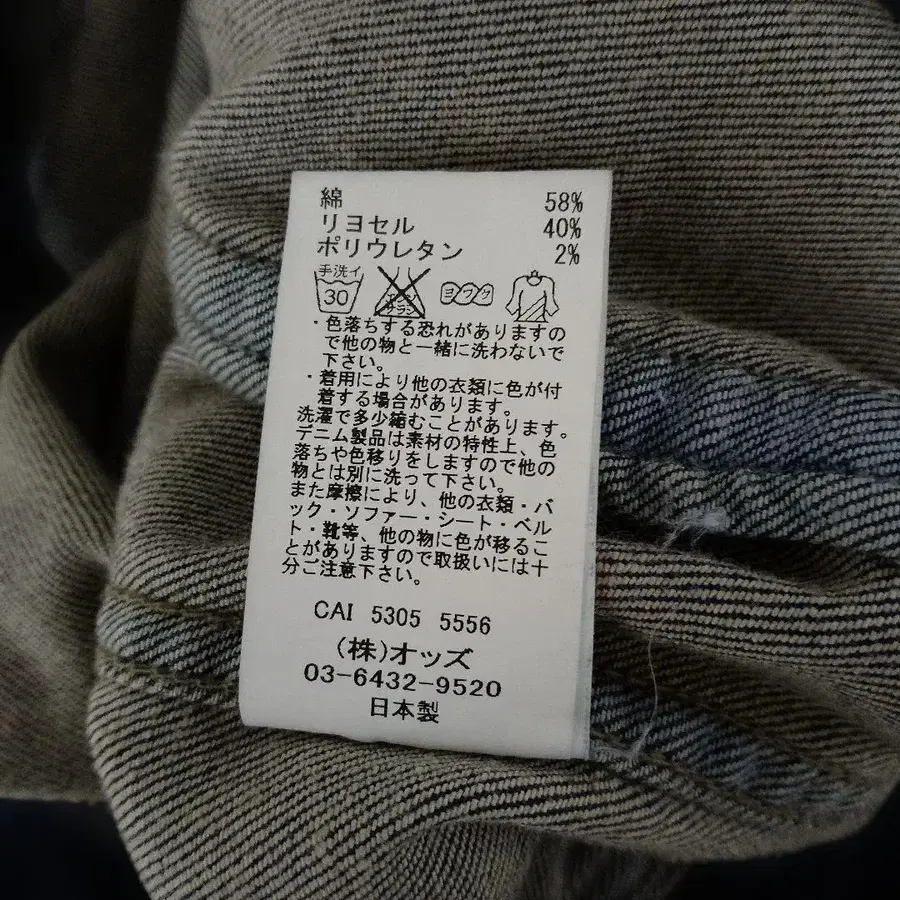 綿 58%
リヨセル 40%
ポリウレタン 2%
手洗イ
30
エンソ
サラシ
ヨワク
・色落ちする恐れがありますの
で他の物と一緒に洗わないで
下さい。
・着用により他の衣類に色が付
着する場合があります。
洗濯で多少縮むことがあります。
デニム製品は素材の特性上、色
落ちや色移りをしますので他の
物とは別に洗って下さい。
また摩擦により、他の衣類・バ
ック・ソファー・シート・ベル
ト・靴等、他の物に色が移るこ
とがありますので取扱いには十
分ご注意下さい。
CAI 5305 5556
(株)オッズ
03-6432-9520
日本製